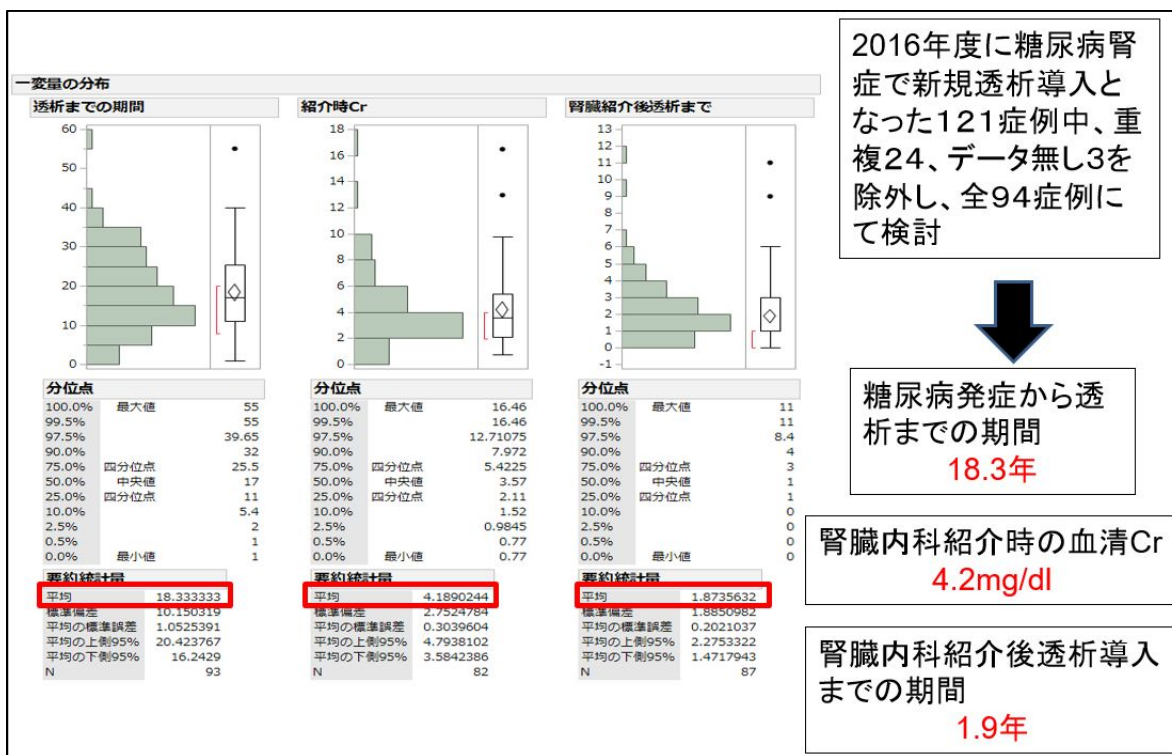 一変量の分布
透析までの期間
60
50
40
30
20
10
0
分位点
100.0% 最大値 55
99.5% 55
97.5% 39.65
90.0% 32
75.0% 四分位点 25.5
50.0% 中央値 17
25.0% 四分位点 11
10.0% 5.4
2.5% 2
0.5% 1
0.0% 最小値 1
要約統計量
平均 18.333333
標準偏差 10.150319
平均の標準誤差 1.0525391
平均の上側95% 20.423767
平均の下側95% 16.2429
N 93
紹介時Cr
18
16
14
12
10
8
6
4
2
0
分位点
100.0% 最大値 16.46
99.5% 16.46
97.5% 12.71075
90.0% 7.972
75.0% 四分位点 5.4225
50.0% 中央値 3.57
25.0% 四分位点 2.11
10.0% 1.52
2.5% 0.9845
0.5% 0.77
0.0% 最小値 0.77
要約統計量
平均 4.1890244
標準偏差 2.7524784
平均の標準誤差 0.3039604
平均の上側95% 4.7938102
平均の下側95% 3.5842386
N 82
腎臓紹介後透析まで
13
12
11
10
9
8
7
6
5
4
3
2
1
0
-1
分位点
100.0% 最大値 11
99.5% 11
97.5% 8.4
90.0% 4
75.0% 四分位点 3
50.0% 中央値 1
25.0% 四分位点 1
10.0% 0
2.5% 0
0.5% 0
0.0% 最小値 0
要約統計量
平均 1.8735632
標準偏差 1.8850982
平均の標準誤差 0.2021037
平均の上側95% 2.2753322
平均の下側95% 1.4717943
N 87
2016年度に糖尿病腎
症で新規透析導入と
なった121症例中、重
複24、データ無し3を
除外し、全94症例に
て検討
糖尿病発症から透
析までの期間
18.3年
腎臓内科紹介時の血清Cr
4.2mg/dl
腎臓内科紹介後透析導入
までの期間
1.9年